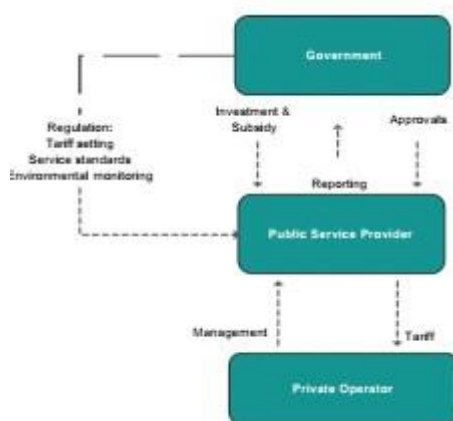 Government
Investment &
Subsidy
Approvals
Regulation:
Tariff setting
Service standards
Environmental monitoring
Reporting
Public Service Provider
Management
Tariff
Private Operator